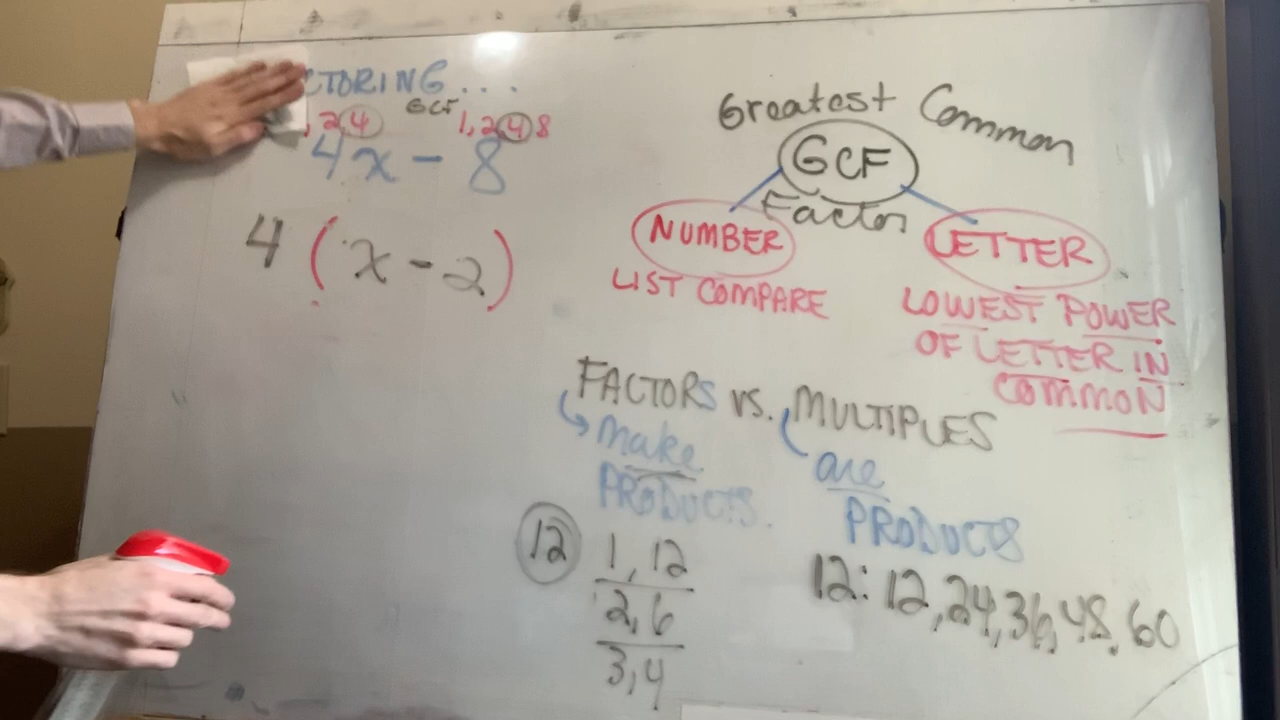 CTORING...
, 2, 4 GCF 1, 2, 4 8
4x - 8
4 (x - 2)
Greatest Common
GCF
Factor
NUMBER
LIST COMPARE
LETTER
LOWEST POWER
OF LETTER IN
COMMON
FACTORS vs. MULTIPLES
make
PRODUCTS.
are
PRODUCTS
12
1, 12
2, 6
3, 4
12: 12, 24, 36, 48, 60